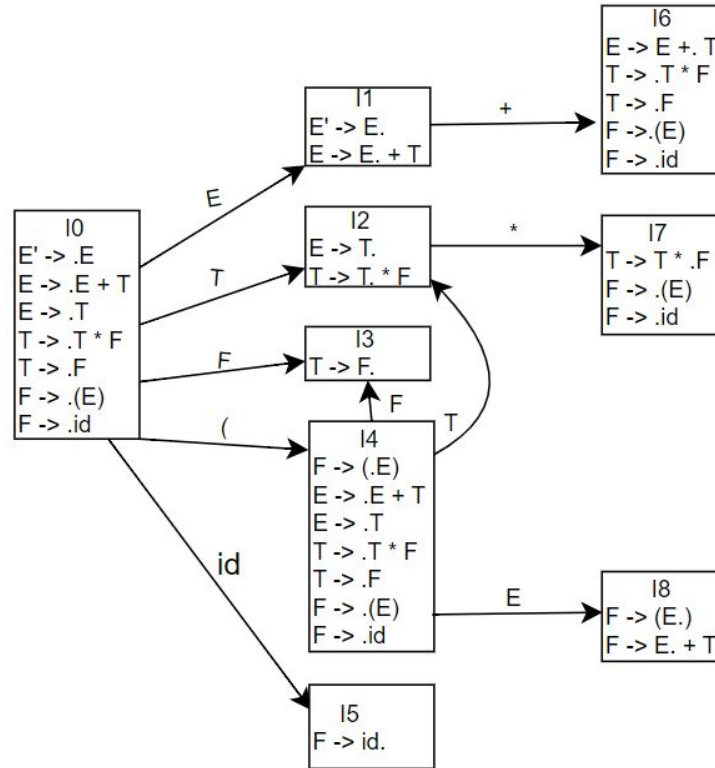 I0
E' -> .E
E -> .E + T
E -> .T
T -> .T * F
T -> .F
F -> .(E)
F -> .id
E
T
F
(
id
I1
E' -> E.
E -> E. + T
I2
E -> T.
T -> T. * F
I3
T -> F.
F
T
I4
F -> (.E)
E -> .E + T
E -> .T
T -> .T * F
T -> .F
F -> .(E)
F -> .id
I5
F -> id.
+
*
E
I6
E -> E +. T
T -> .T * F
T -> .F
F ->.(E)
F -> .id
I7
T -> T * .F
F -> .(E)
F -> .id
I8
F -> (E.)
F -> E. + T